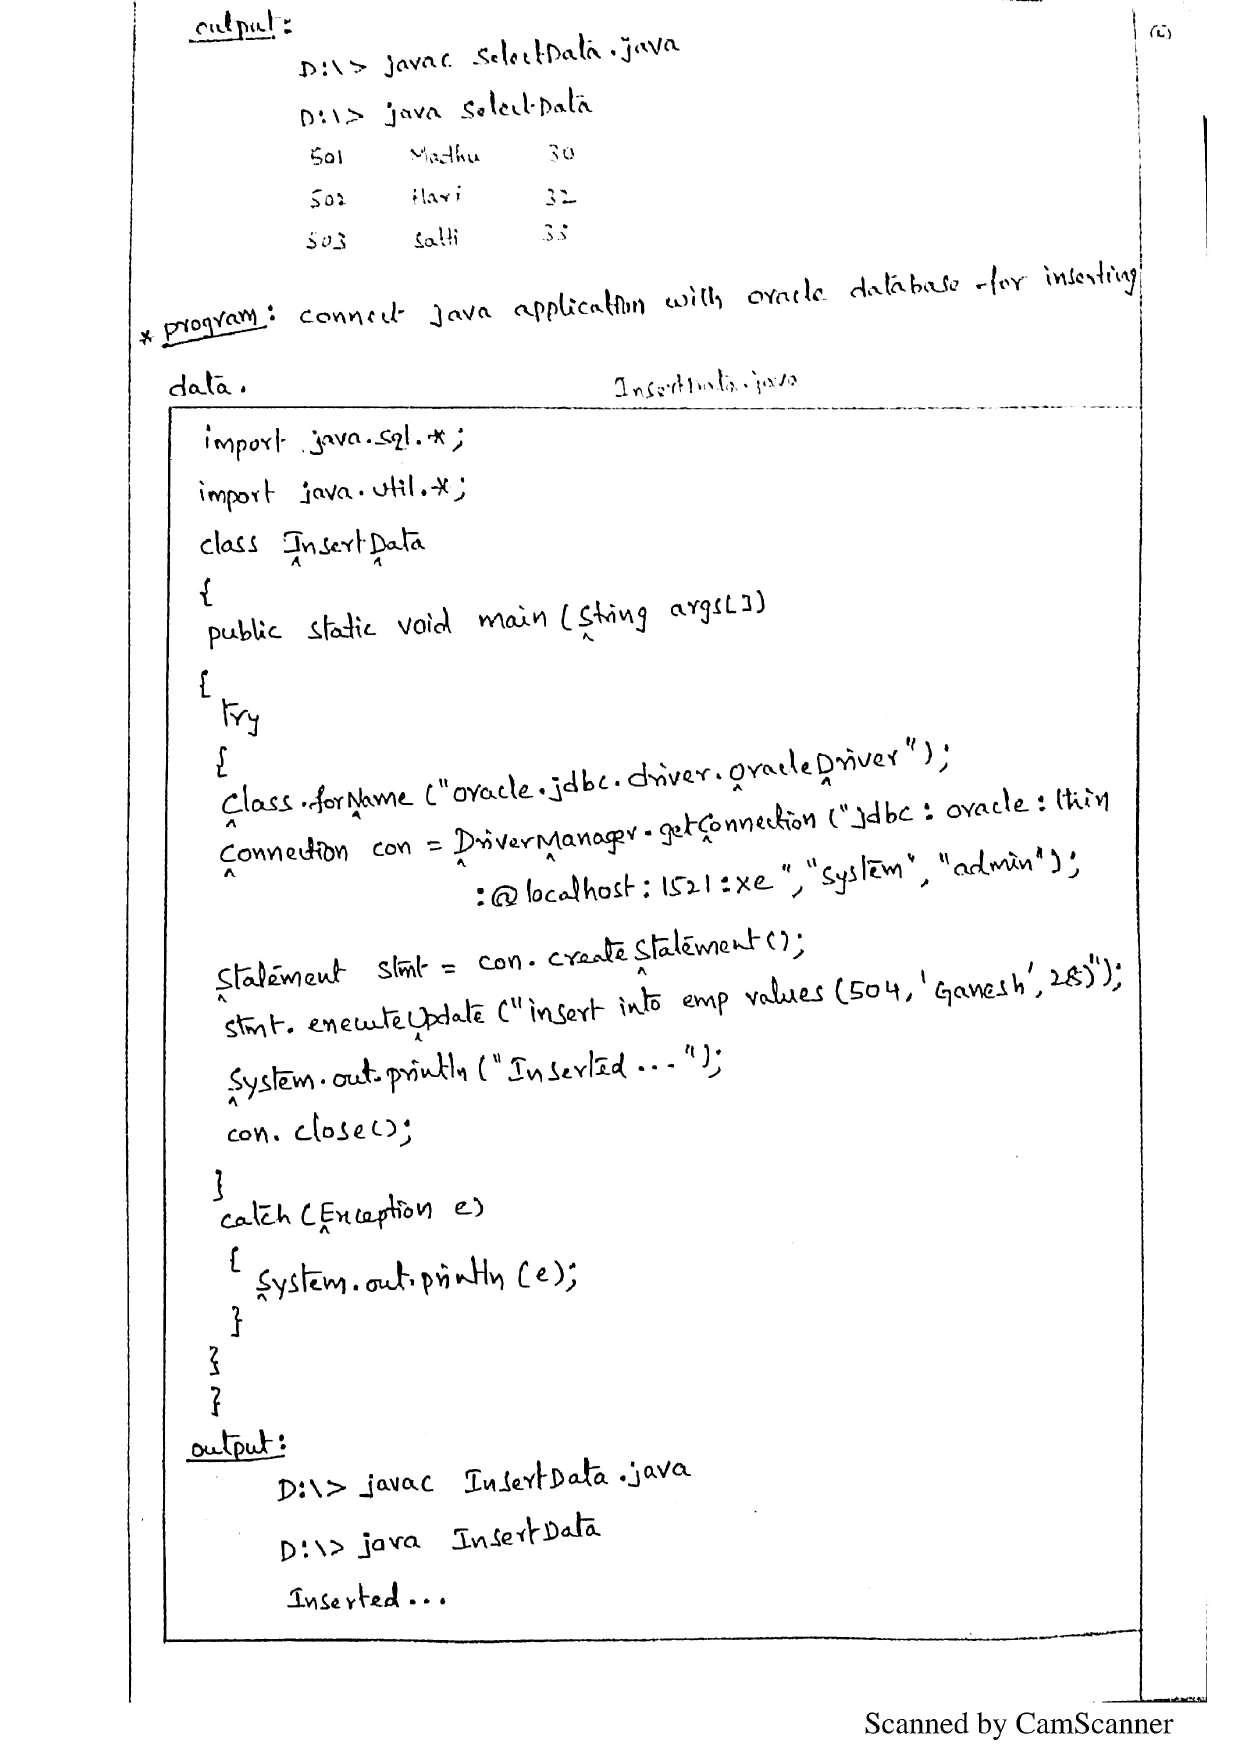 output:
D:\> javac SelectData.java
D:\> java SelectData
501 Madhu 30
502 Hari 32
503 Satti 33
* program: connect java application with oracle database for inserting
data.
InsertData.java
import java.sql.*;
import java.util.*;
class InsertData
{
public static void main (String args[])
{
try
{
Class.forName ("oracle.jdbc.driver.OracleDriver");
Connection con = DriverManager.getConnection ("jdbc : oracle : thin
:@localhost : 1521 : xe", "system", "admin");
Statement stmt = con.createStatement();
stmt.executeUpdate ("insert into emp values (504, 'Ganesh', 28)");
System.out.println ("Inserted ... ");
con.close();
}
catch (Exception e)
{
System.out.println (e);
}
}
}
output:
D:\> javac InsertData.java
D:\> java InsertData
Inserted ...
Scanned by CamScanner